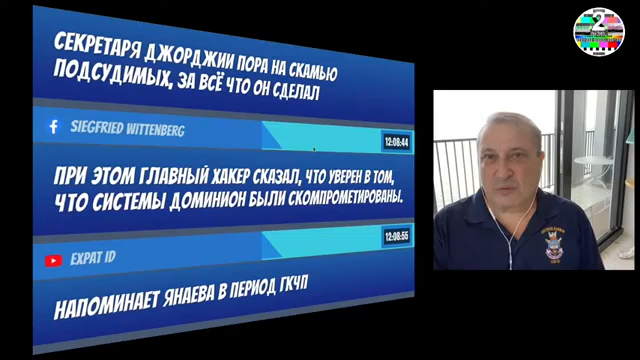 СЕКРЕТАРЯ ДЖОРДЖИИ ПОРА НА СКАМЬЮ
ПОДСУДИМЫХ, ЗА ВСЁ ЧТО ОН СДЕЛАЛ
SIEGFRIED WITTENBERG
12:08:44
ПРИ ЭТОМ ГЛАВНЫЙ ХАКЕР СКАЗАЛ, ЧТО УВЕРЕН В ТОМ,
ЧТО СИСТЕМЫ ДОМИНИОН БЫЛИ СКОМПРОМЕТИРОВАНЫ.
EXPAT ID
12:08:55
НАПОМИНАЕТ ЯНАЕВА В ПЕРИОД ГКЧП
2